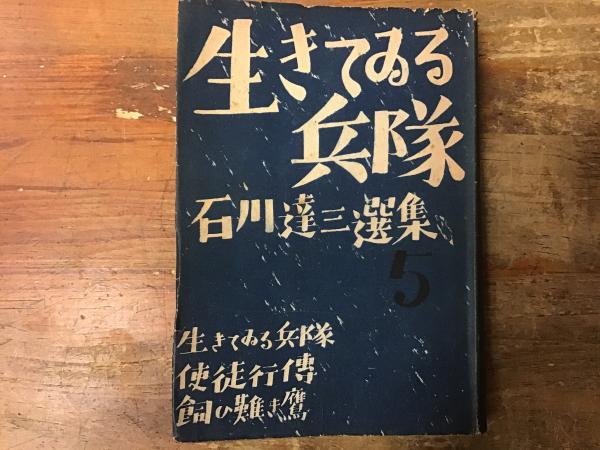 生きてゐる
兵隊
石川達三選集
5
生きてゐる兵隊
使徒行傳
飼ひ難き鷹